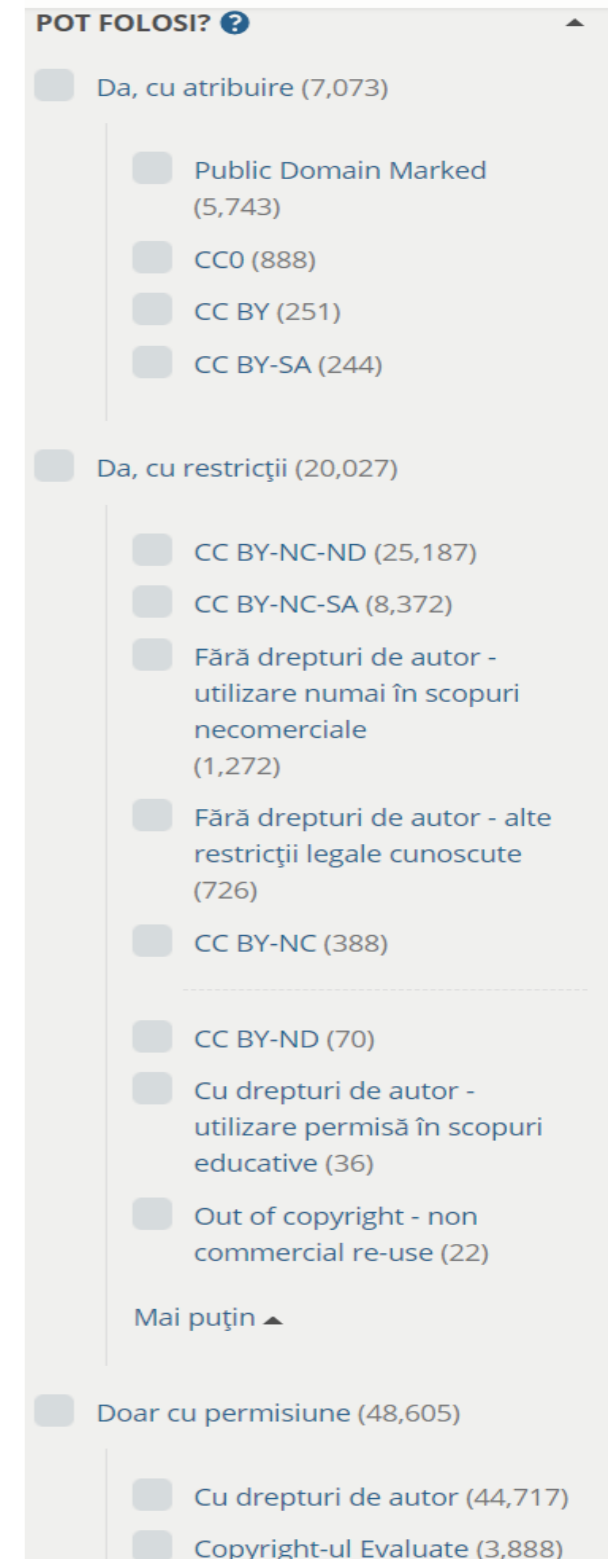 POT FOLOSI? ?
Da, cu atribuire (7,073)
Public Domain Marked
(5,743)
CC0 (888)
CC BY (251)
CC BY-SA (244)
Da, cu restricţii (20,027)
CC BY-NC-ND (25,187)
CC BY-NC-SA (8,372)
Fără drepturi de autor -
utilizare numai în scopuri
necomerciale
(1,272)
Fără drepturi de autor - alte
restricţii legale cunoscute
(726)
CC BY-NC (388)
CC BY-ND (70)
Cu drepturi de autor -
utilizare permisă în scopuri
educative (36)
Out of copyright - non
commercial re-use (22)
Mai puţin
Doar cu permisiune (48,605)
Cu drepturi de autor (44,717)
Copyright-ul Evaluate (3,888)